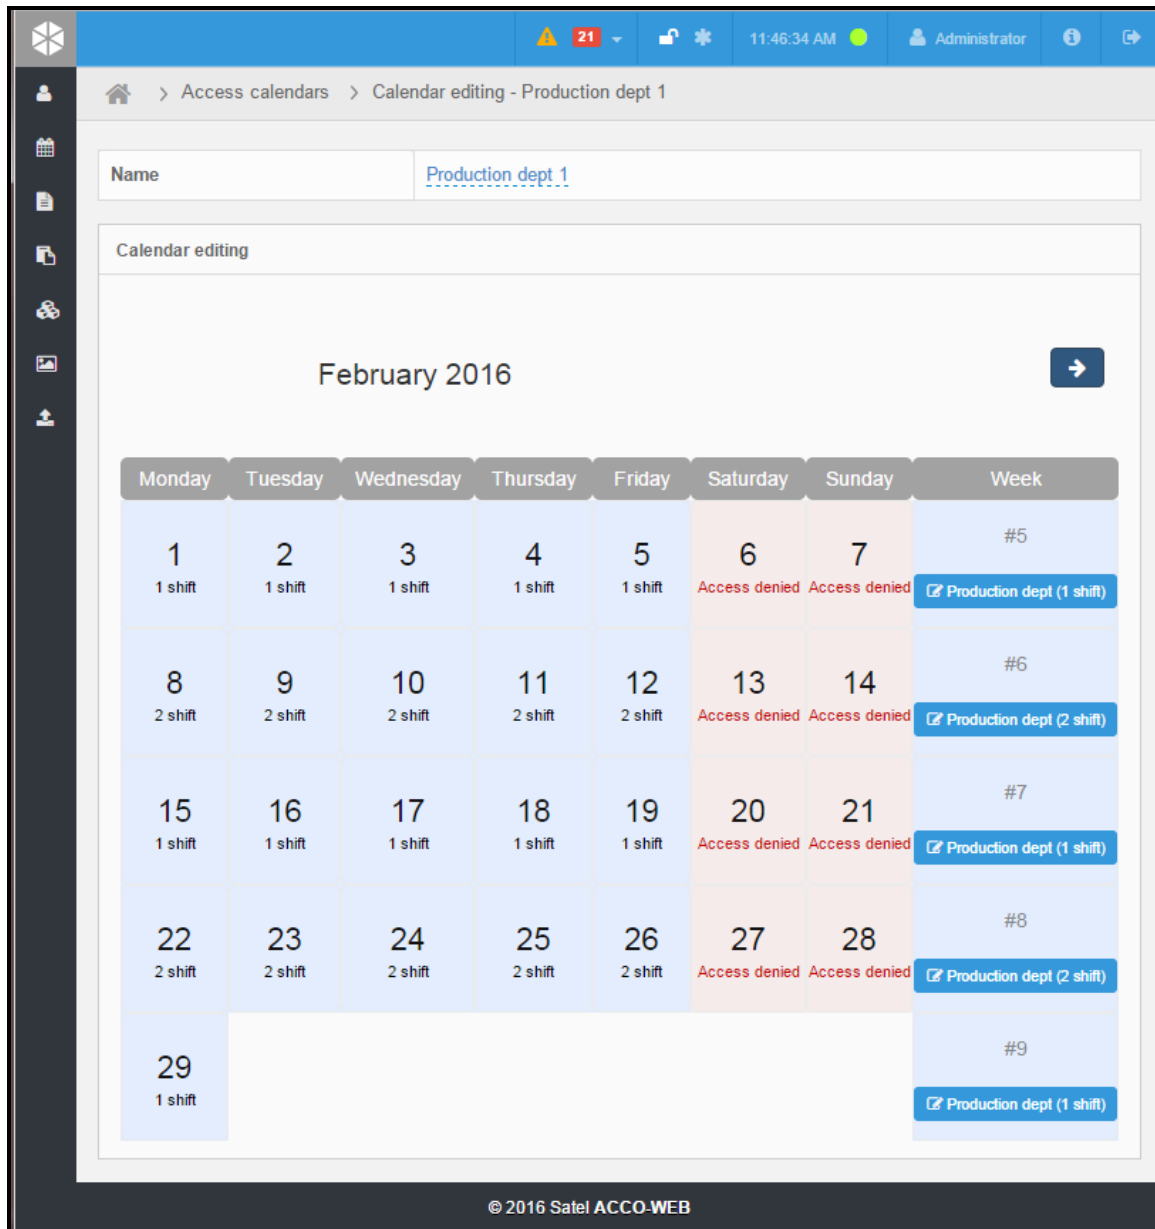 21 11:46:34 AM Administrator
> Access calendars > Calendar editing - Production dept 1
Name Production dept 1
Calendar editing
February 2016
Monday Tuesday Wednesday Thursday Friday Saturday Sunday Week
#5
1 2 3 4 5 6 7
1 shift 1 shift 1 shift 1 shift 1 shift Access denied Access denied Production dept (1 shift)
#6
8 9 10 11 12 13 14
2 shift 2 shift 2 shift 2 shift 2 shift Access denied Access denied Production dept (2 shift)
#7
15 16 17 18 19 20 21
1 shift 1 shift 1 shift 1 shift 1 shift Access denied Access denied Production dept (1 shift)
#8
22 23 24 25 26 27 28
2 shift 2 shift 2 shift 2 shift 2 shift Access denied Access denied Production dept (2 shift)
#9
29
1 shift Production dept (1 shift)
© 2016 Satel ACCO-WEB